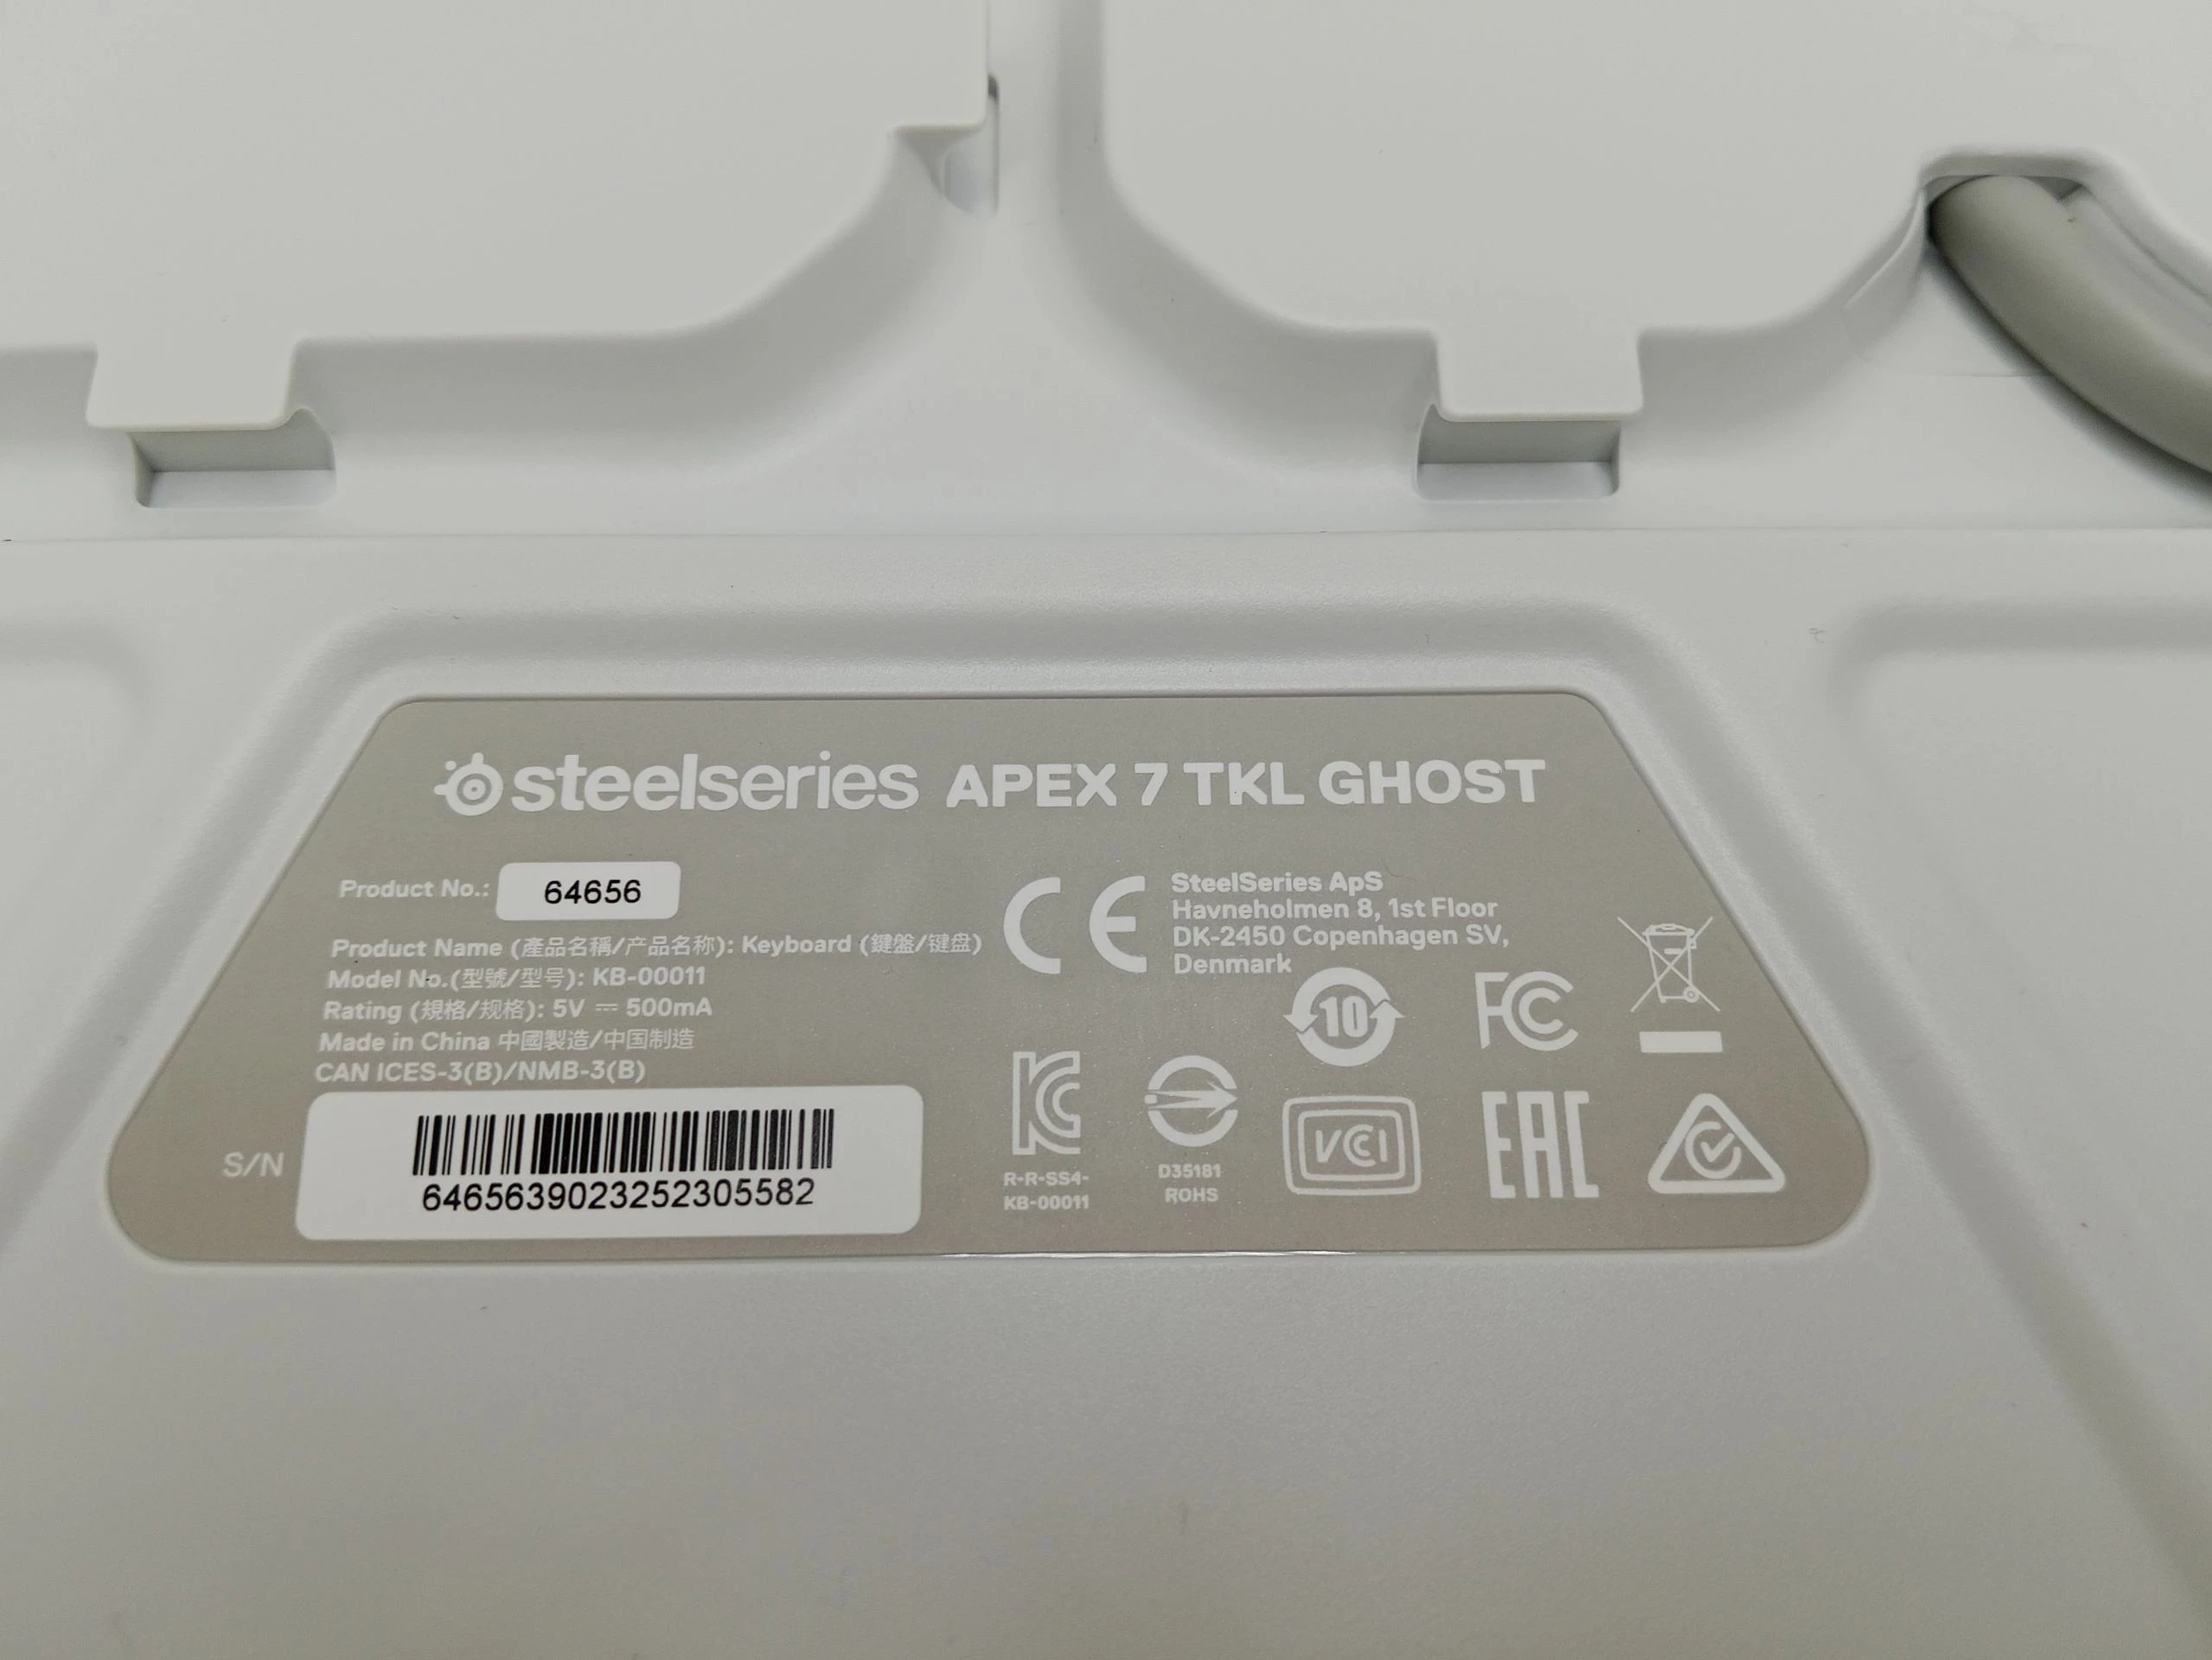 steelseries APEX 7 TKL GHOST
Product No.: 64656
Product Name (產品名稱/产品名称): Keyboard (鍵盤/键盘)
Model No.(型號/型号): KB-00011
Rating (規格/规格): 5V ⎓ 500mA
Made in China 中國製造/中国制造
CAN ICES-3(B)/NMB-3(B)
S/N
6465639023252305582
CE
SteelSeries ApS
Havneholmen 8, 1st Floor
DK-2450 Copenhagen SV,
Denmark
10
FC
KC
R-R-SS4-
KB-00011
D35181
ROHS
VCCI
EAC